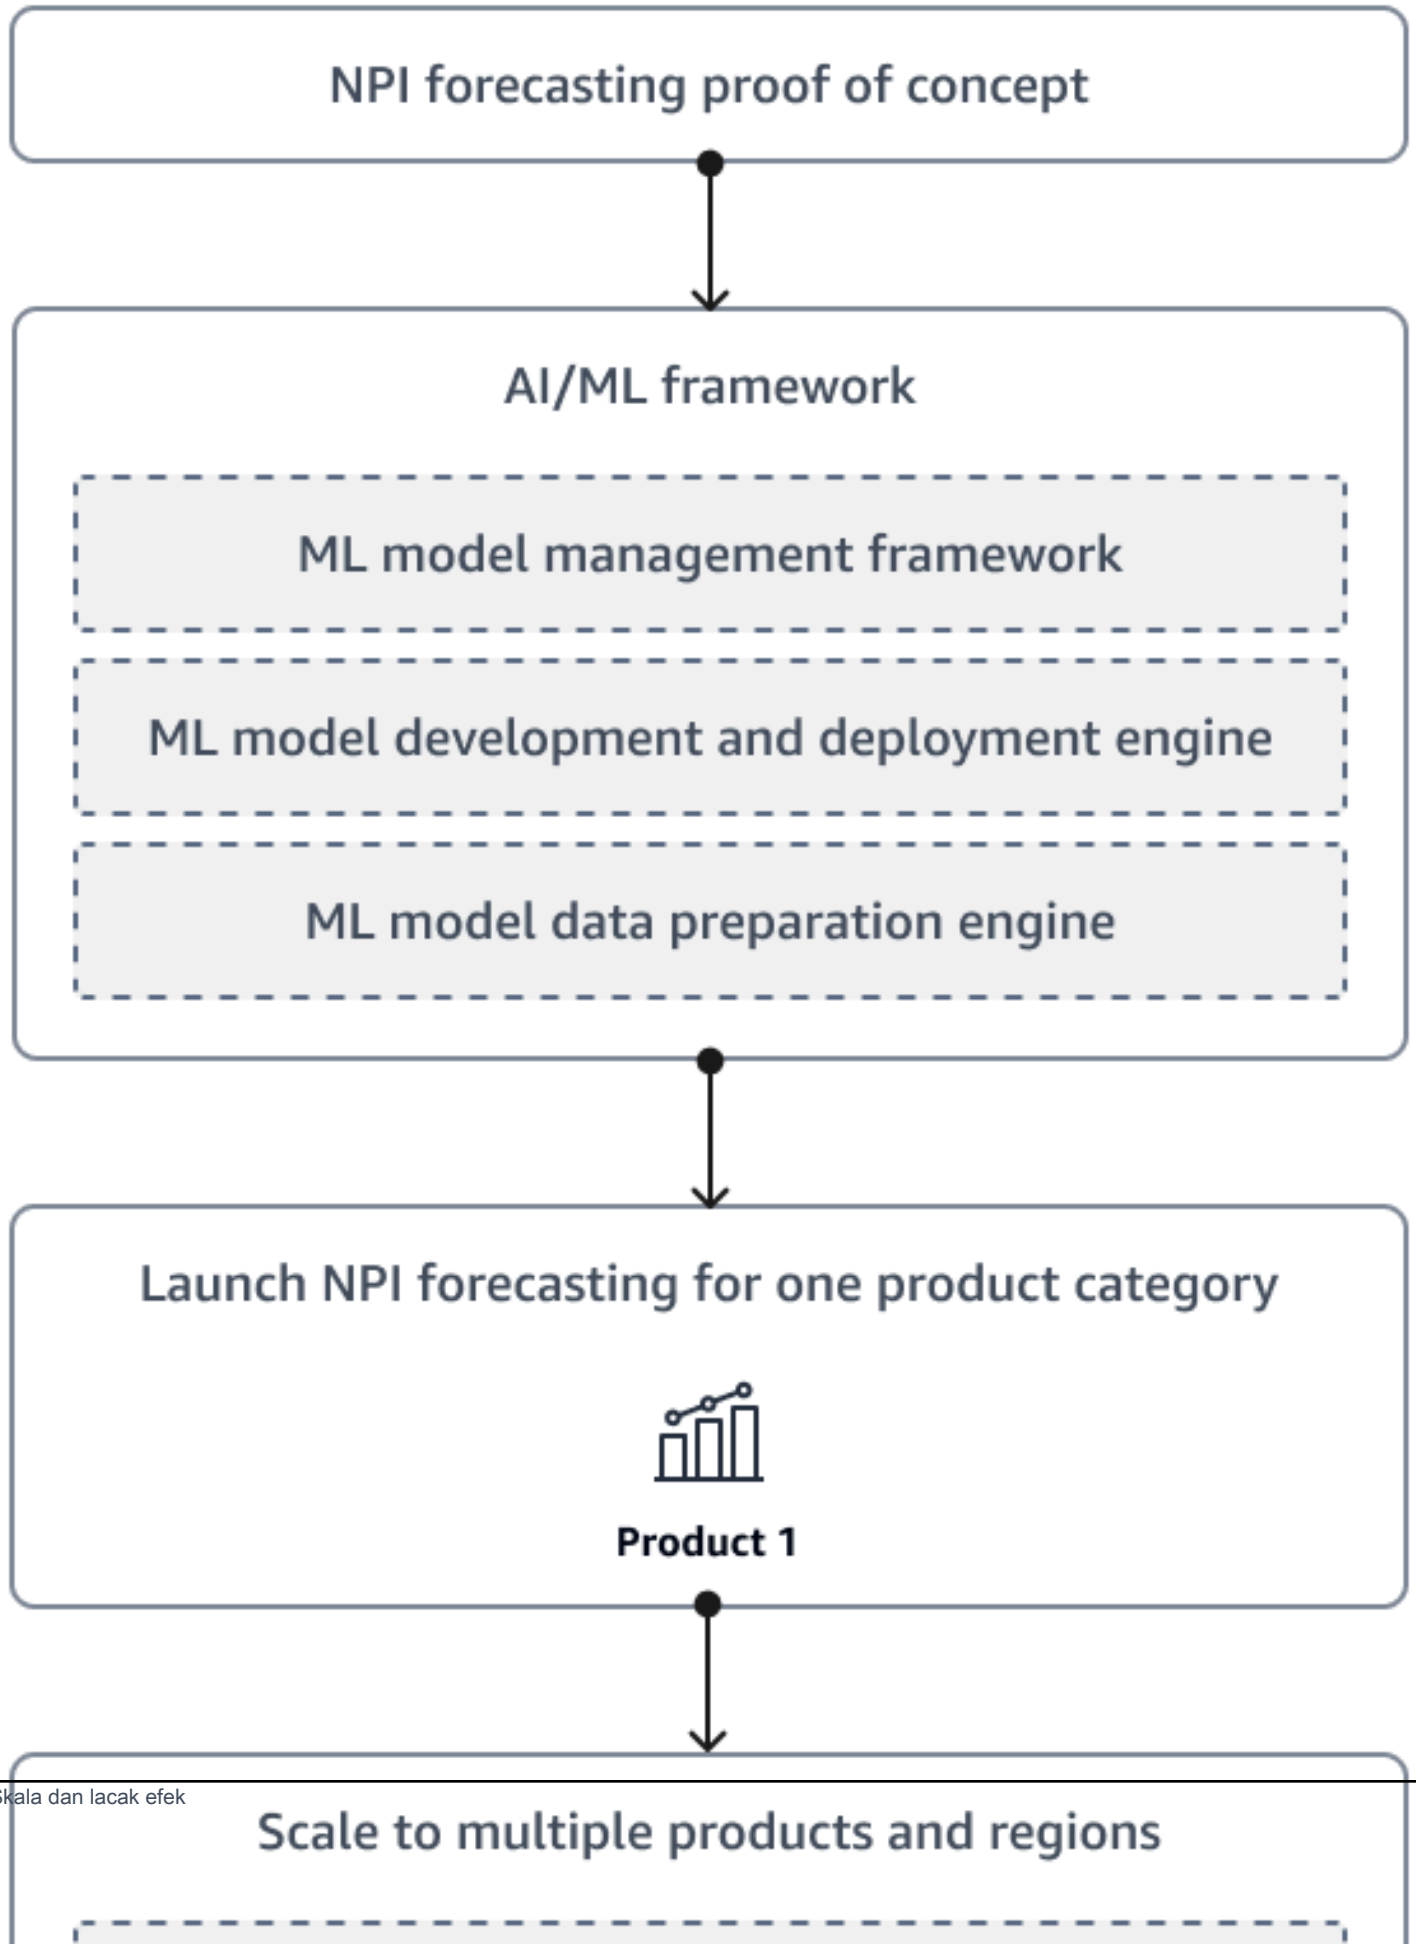 NPI forecasting proof of concept
AI/ML framework
ML model management framework
ML model development and deployment engine
ML model data preparation engine
Launch NPI forecasting for one product category
Product 1
Skala dan lacak efek
Scale to multiple products and regions